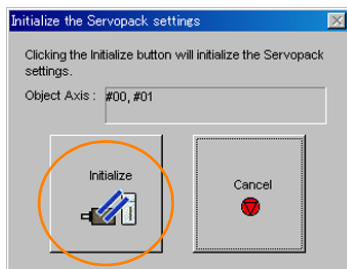 Initialize the Servopack settings
Clicking the Initialize button will initialize the Servopack
settings.
Object Axis : #00, #01
Initialize
Cancel